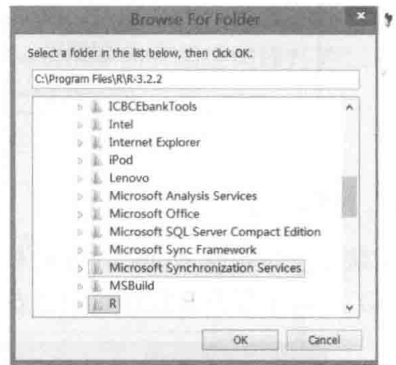 Browse For Folder
Select a folder in the list below, then click OK.
C:\Program Files\R\R-3.2.2
ICBCEbankTools
Intel
Internet Explorer
iPod
Lenovo
Microsoft Analysis Services
Microsoft Office
Microsoft SQL Server Compact Edition
Microsoft Sync Framework
Microsoft Synchronization Services
MSBuild
R
OK
Cancel